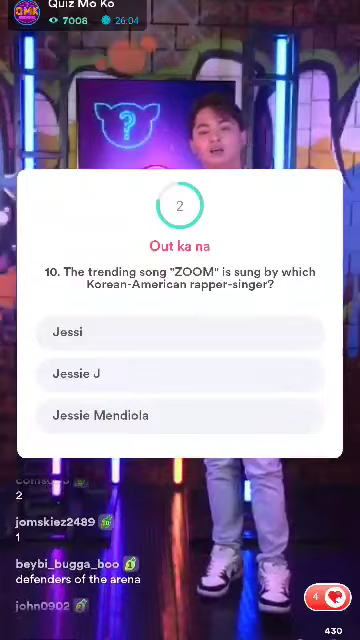 Quiz Mo Ko
QMK
7008
26:04
?
2
Out ka na
10. The trending song "ZOOM" is sung by which
Korean-American rapper-singer?
Jessi
Jessie J
Jessie Mendiola
2
jomskiez2489
1
beybi_bugga_boo
defenders of the arena
john0902
4
430